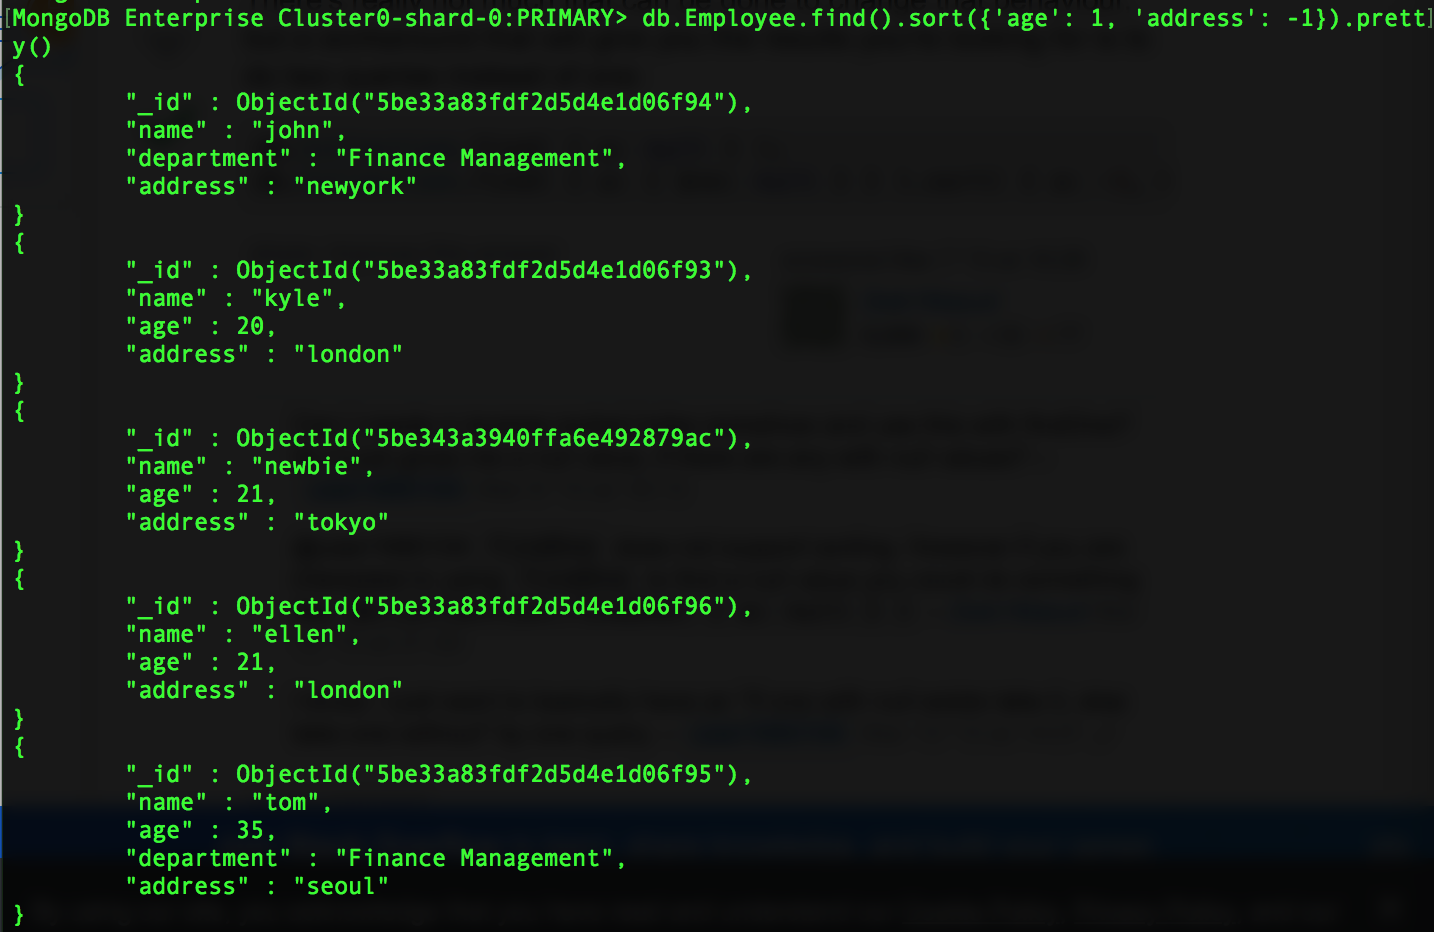 [MongoDB Enterprise Cluster0-shard-0:PRIMARY> db.Employee.find().sort({'age': 1, 'address': -1}).prett]
y()
{
"_id" : ObjectId("5be33a83fdf2d5d4e1d06f94"),
"name" : "john",
"department" : "Finance Management",
"address" : "newyork"
}
{
"_id" : ObjectId("5be33a83fdf2d5d4e1d06f93"),
"name" : "kyle",
"age" : 20,
"address" : "london"
}
{
"_id" : ObjectId("5be343a3940ffa6e492879ac"),
"name" : "newbie",
"age" : 21,
"address" : "tokyo"
}
{
"_id" : ObjectId("5be33a83fdf2d5d4e1d06f96"),
"name" : "ellen",
"age" : 21,
"address" : "london"
}
{
"_id" : ObjectId("5be33a83fdf2d5d4e1d06f95"),
"name" : "tom",
"age" : 35,
"department" : "Finance Management",
"address" : "seoul"
}